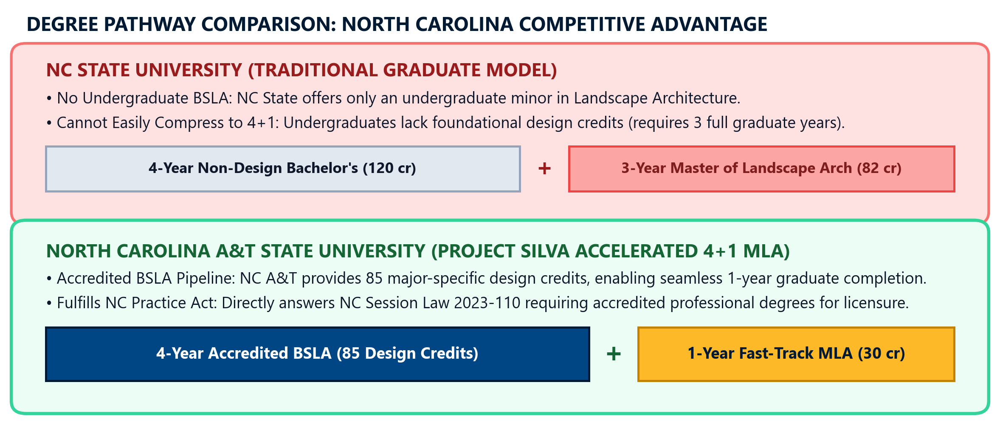 DEGREE PATHWAY COMPARISON: NORTH CAROLINA COMPETITIVE ADVANTAGE
NC STATE UNIVERSITY (TRADITIONAL GRADUATE MODEL)
• No Undergraduate BSLA: NC State offers only an undergraduate minor in Landscape Architecture.
• Cannot Easily Compress to 4+1: Undergraduates lack foundational design credits (requires 3 full graduate years).
4-Year Non-Design Bachelor's (120 cr) + 3-Year Master of Landscape Arch (82 cr)
NORTH CAROLINA A&T STATE UNIVERSITY (PROJECT SILVA ACCELERATED 4+1 MLA)
• Accredited BSLA Pipeline: NC A&T provides 85 major-specific design credits, enabling seamless 1-year graduate completion.
• Fulfills NC Practice Act: Directly answers NC Session Law 2023-110 requiring accredited professional degrees for licensure.
4-Year Accredited BSLA (85 Design Credits) + 1-Year Fast-Track MLA (30 cr)